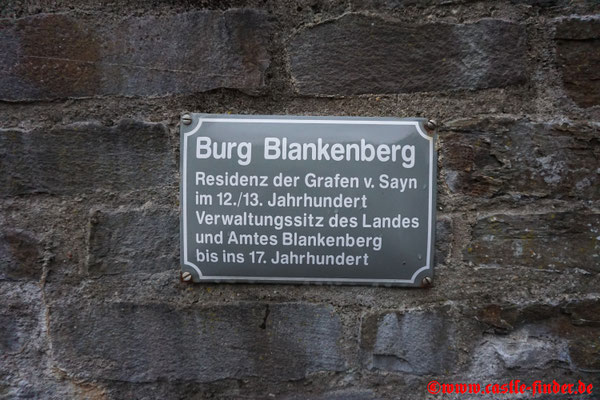 Burg Blankenberg
Residenz der Grafen v. Sayn
im 12./13. Jahrhundert
Verwaltungssitz des Landes
und Amtes Blankenberg
bis ins 17. Jahrhundert
©www.castle-finder.de